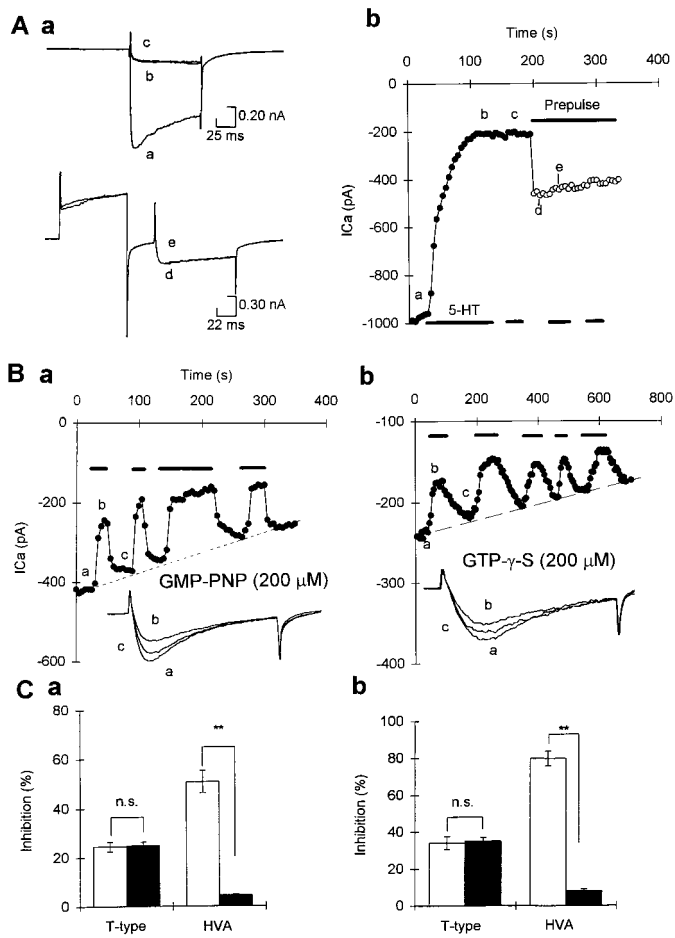 A a
c
b
0.20 nA
25 ms
a
e
d
0.30 nA
22 ms
b
Time (s)
0 100 200 300 400
0
-200
-400
-600
-800
-1000
ICa (pA)
b c
Prepulse
e
d
a
5-HT
B a
Time (s)
0 100 200 300 400
0
-200
-400
-600
ICa (pA)
b
a
c
GMP-PNP (200 µM)
b
c
a
b
0 200 400 600 800
-100
-200
-300
-400
b
c
a
GTP-γ-S (200 µM)
b
c
a
C a
80
60
40
20
0
Inhibition (%)
n.s.
**
T-type HVA
b
100
80
60
40
20
0
Inhibition (%)
n.s.
**
T-type HVA